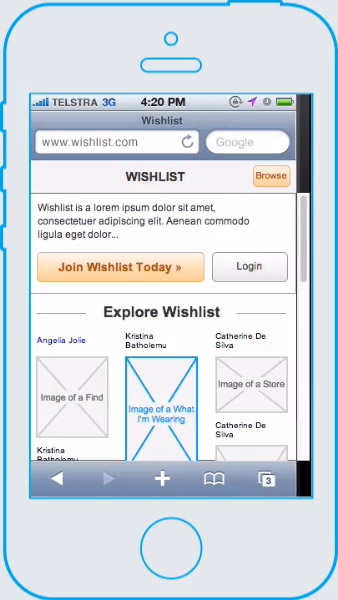 TELSTRA 3G 4:20 PM
Wishlist
www.wishlist.com Google
WISHLIST Browse
Wishlist is a lorem ipsum dolor sit amet,
consectetuer adipiscing elit. Aenean commodo
ligula eget dolor...
Join Wishlist Today » Login
Explore Wishlist
Angelia Jolie
Image of a Find
Kristina
Batholemu
Kristina
Batholemu
Image of a What
I'm Wearing
Catherine De
Silva
Image of a Store
Catherine De
Silva
3